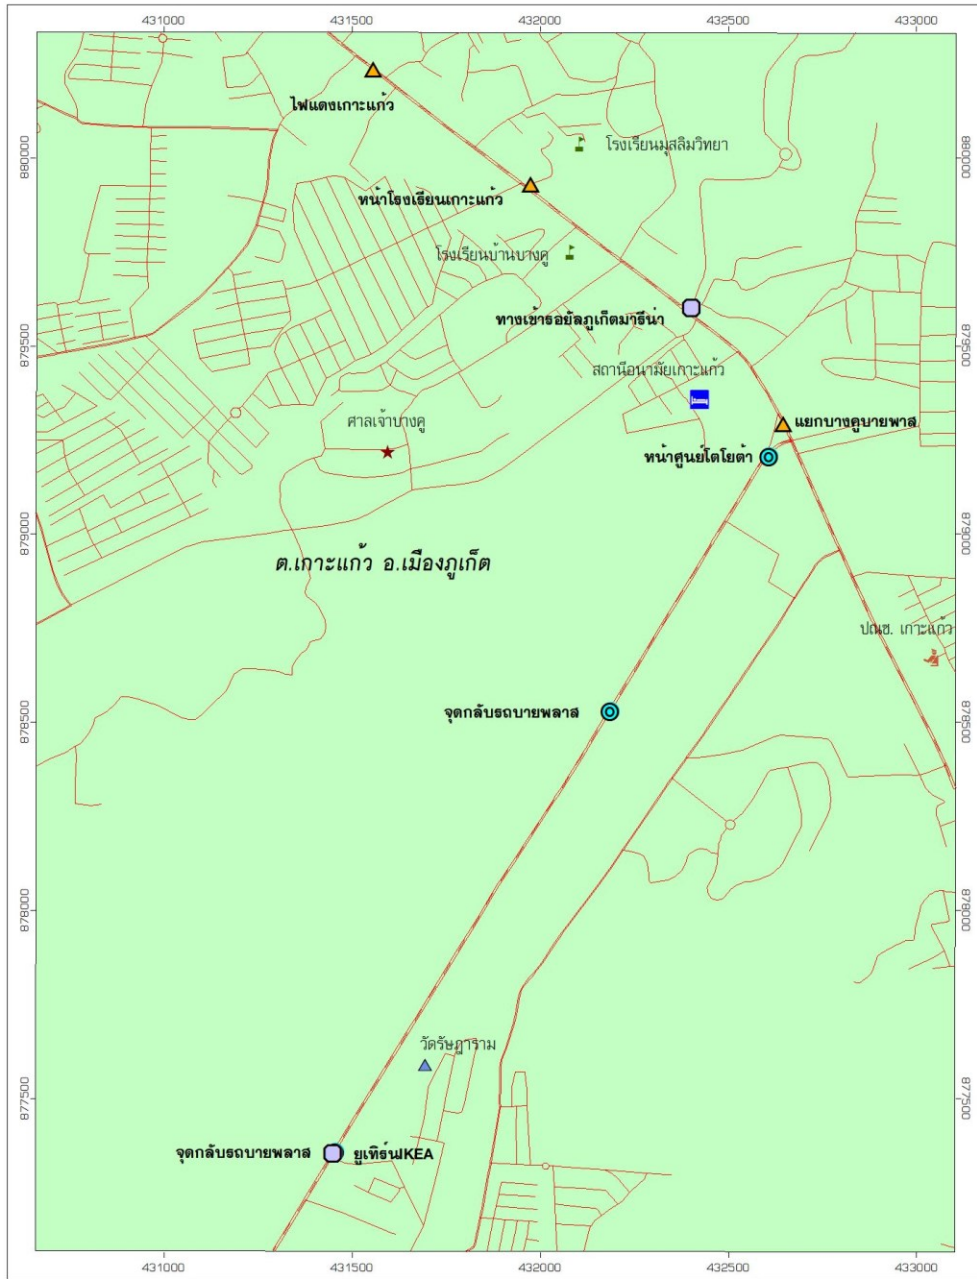 431000 431500 432000 432500 433000
ไฟแดงเกาะแก้ว
โรงเรียนมุสลิมวิทยา
880000 880000
หน้าโรงเรียนเกาะแก้ว
โรงเรียนบ้านบางคู
ทางเข้ารอยัลภูเก็ตมารีน่า
879500 879500
สถานีอนามัยเกาะแก้ว
ศาลเจ้าบางคู
แยกบางคูบายพาส
หน้าศูนย์โตโยต้า
879000 879000
ต.เกาะแก้ว อ.เมืองภูเก็ต
ปณช. เกาะแก้ว
จุดกลับรถบายพลาส
878500 878500
878000 878000
วัดรัษฎาราม
877500 877500
จุดกลับรถบายพลาส ยูเทิร์นIKEA
431000 431500 432000 432500 433000